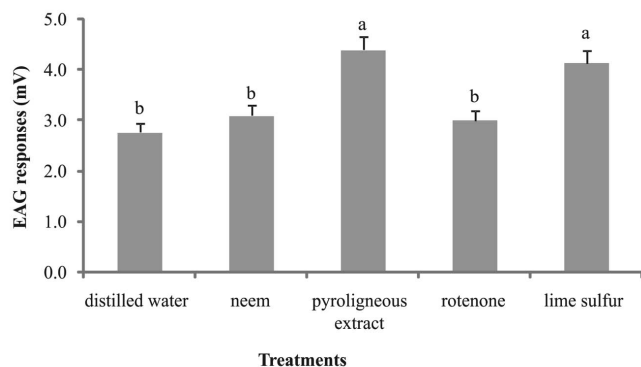 EAG responses (mV)
5.0
4.0
3.0
2.0
1.0
0.0
b
b
a
b
a
distilled water
neem
pyroligneous
extract
rotenone
lime sulfur
Treatments